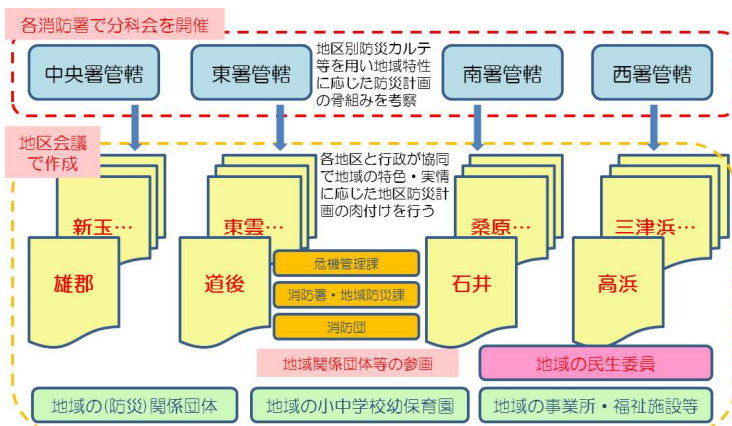 各消防署で分科会を開催
中央署管轄
東署管轄
地区別防災カルテ
等を用い地域特性
に応じた防災計画
の骨組みを考察
南署管轄
西署管轄
地区会議
で作成
各地区と行政が協同
で地域の特色・実情
に応じた地区防災計
画の肉付けを行う
新玉…
東雲…
桑原…
三津浜…
雄郡
道後
石井
高浜
危機管理課
消防署・地域防災課
消防団
地域関係団体等の参画
地域の民生委員
地域の(防災)関係団体
地域の小中学校幼保育園
地域の事業所・福祉施設等